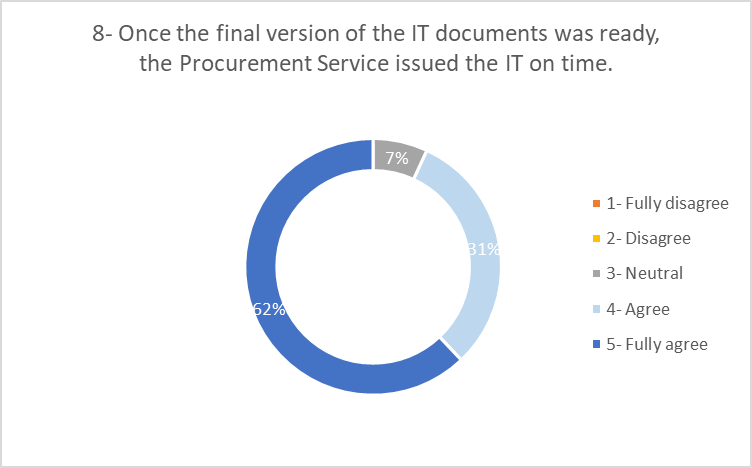 8- Once the final version of the IT documents was ready,
the Procurement Service issued the IT on time.
7%
31%
62%
1- Fully disagree
2- Disagree
3- Neutral
4- Agree
5- Fully agree